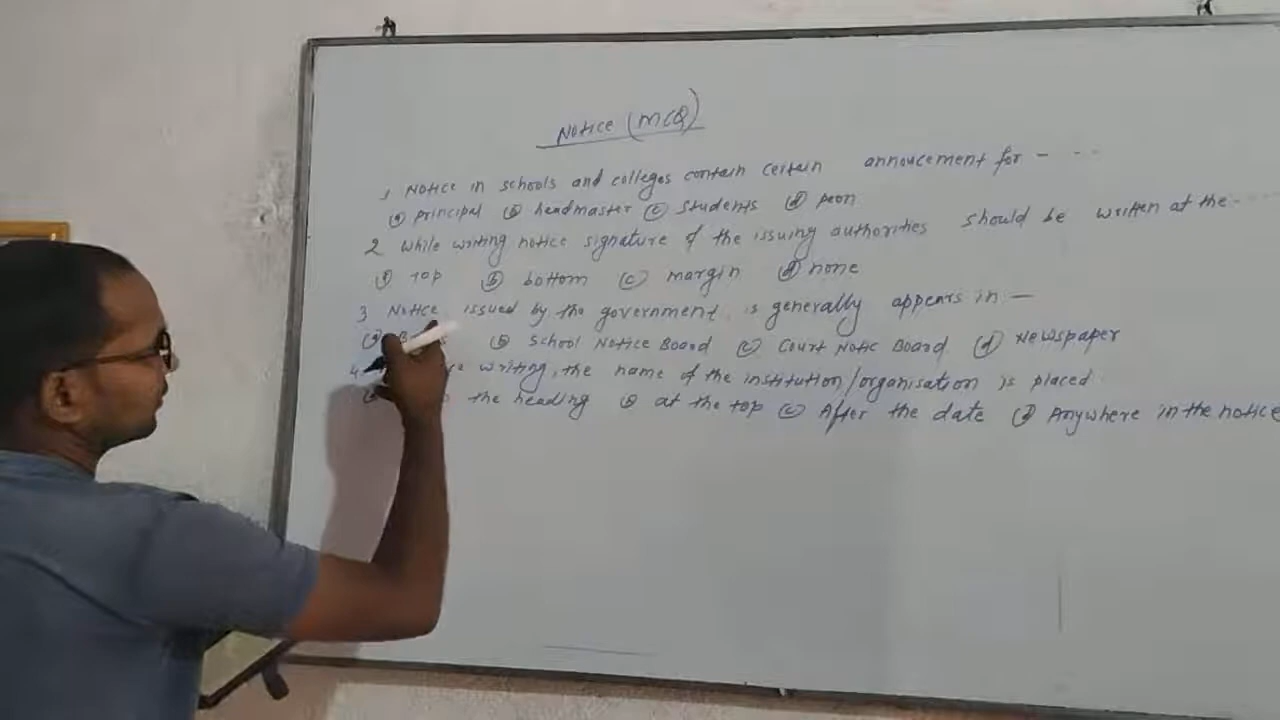 Notice (MCQ)
1 Notice in schools and colleges contain certain annoucement for - - -
(a) principal (b) headmaster (c) students (d) peon
2 While writing notice signature of the issuing authorities should be written at the - - - -
(a) top (b) bottom (c) margin (d) none
3 Notice issued by the government is generally appears in —
(a) (b) School Notice Board (c) Court Notic Board (d) Newspaper
4. writing, the name of the institution/organisation is placed
the heading (b) at the top (c) After the date (d) Anywhere in the notice